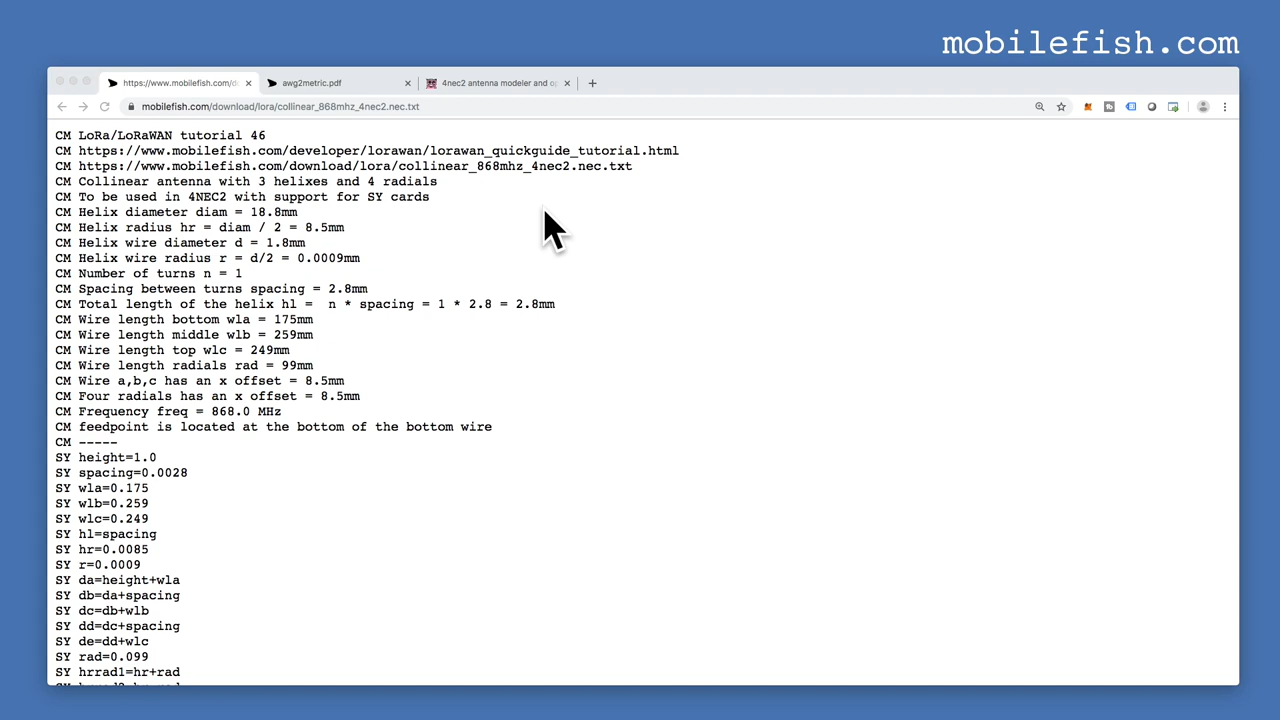 mobilefish.com
https://www.mobilefish.com/de
awg2metric.pdf
4nec2 antenna modeler and op
mobilefish.com/download/lora/collinear_868mhz_4nec2.nec.txt
CM LoRa/LoRaWAN tutorial 46
CM https://www.mobilefish.com/developer/lorawan/lorawan_quickguide_tutorial.html
CM https://www.mobilefish.com/download/lora/collinear_868mhz_4nec2.nec.txt
CM Collinear antenna with 3 helixes and 4 radials
CM To be used in 4NEC2 with support for SY cards
CM Helix diameter diam = 18.8mm
CM Helix radius hr = diam / 2 = 8.5mm
CM Helix wire diameter d = 1.8mm
CM Helix wire radius r = d/2 = 0.0009mm
CM Number of turns n = 1
CM Spacing between turns spacing = 2.8mm
CM Total length of the helix hl =  n * spacing = 1 * 2.8 = 2.8mm
CM Wire length bottom wla = 175mm
CM Wire length middle wlb = 259mm
CM Wire length top wlc = 249mm
CM Wire length radials rad = 99mm
CM Wire a,b,c has an x offset = 8.5mm
CM Four radials has an x offset = 8.5mm
CM Frequency freq = 868.0 MHz
CM feedpoint is located at the bottom of the bottom wire
CM -----
SY height=1.0
SY spacing=0.0028
SY wla=0.175
SY wlb=0.259
SY wlc=0.249
SY hl=spacing
SY hr=0.0085
SY r=0.0009
SY da=height+wla
SY db=da+spacing
SY dc=db+wlb
SY dd=dc+spacing
SY de=dd+wlc
SY rad=0.099
SY hrrad1=hr+rad